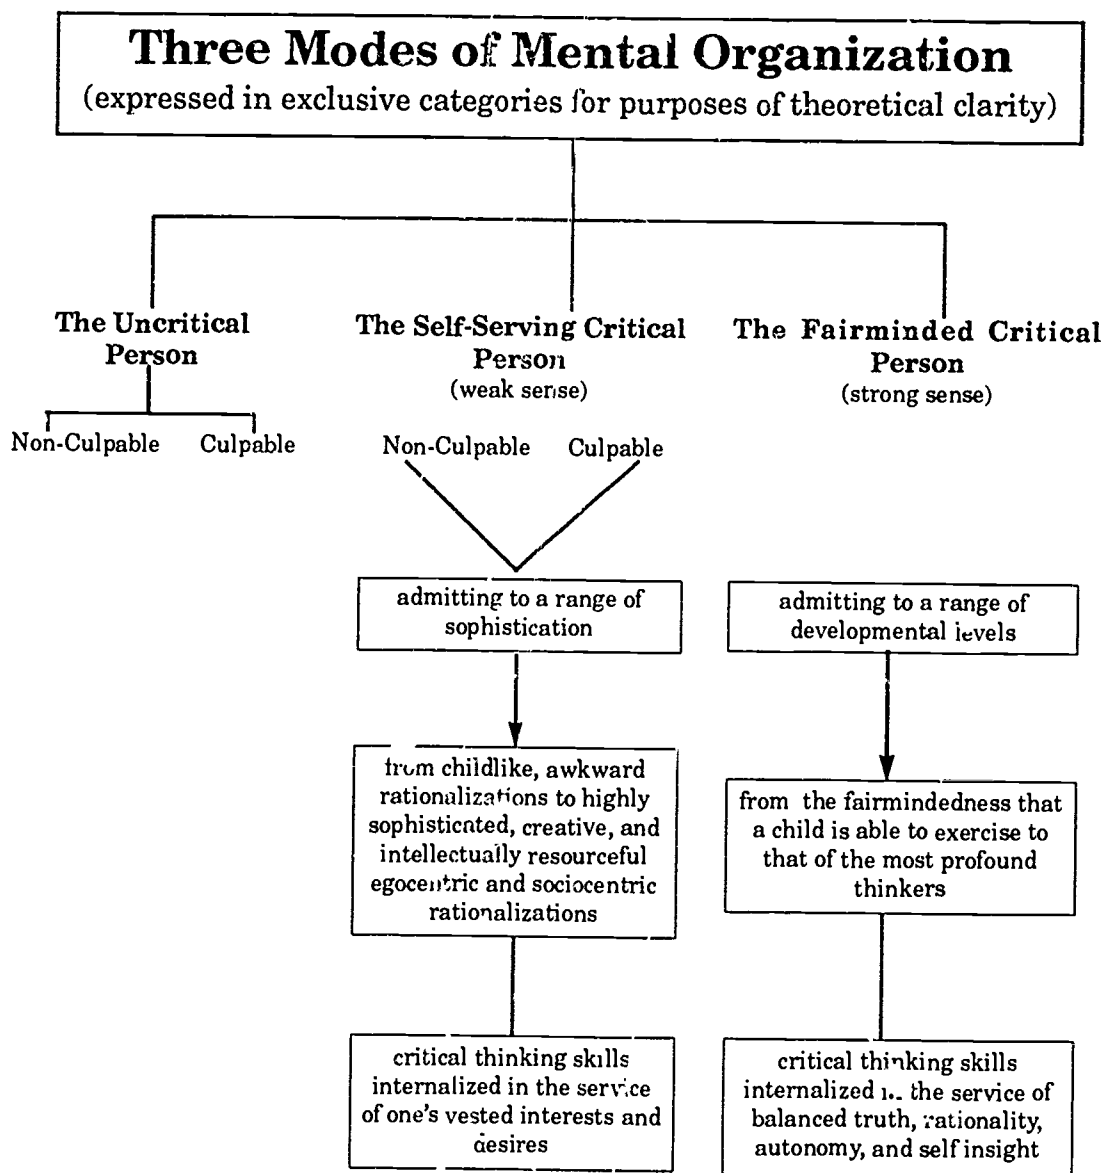 Three Modes of Mental Organization
(expressed in exclusive categories for purposes of theoretical clarity)
The Uncritical
Person
Non-Culpable Culpable
The Self-Serving Critical
Person
(weak sense)
Non-Culpable Culpable
admitting to a range of
sophistication
from childlike, awkward
rationalizations to highly
sophisticated, creative, and
intellectually resourceful
egocentric and sociocentric
rationalizations
critical thinking skills
internalized in the service
of one's vested interests and
desires
The Fairminded Critical
Person
(strong sense)
admitting to a range of
developmental levels
from the fairmindedness that
a child is able to exercise to
that of the most profound
thinkers
critical thinking skills
internalized in the service of
balanced truth, rationality,
autonomy, and self insight